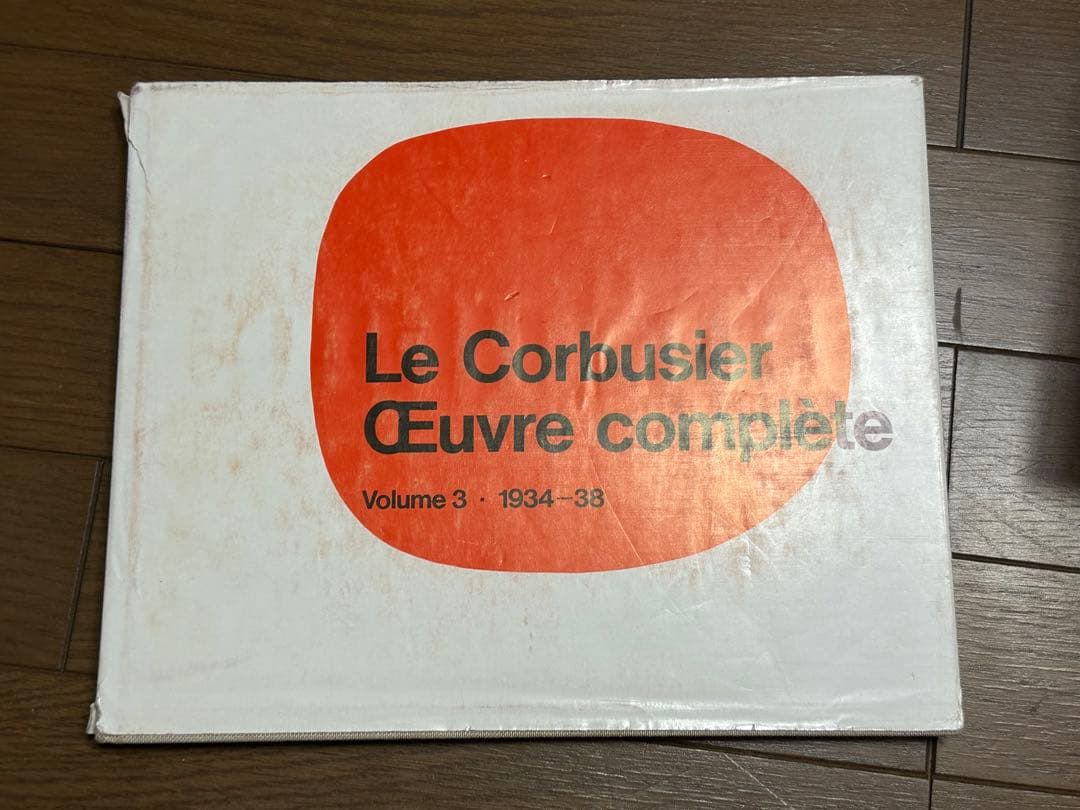 Le Corbusier
Œuvre complète
Volume 3 · 1934–38